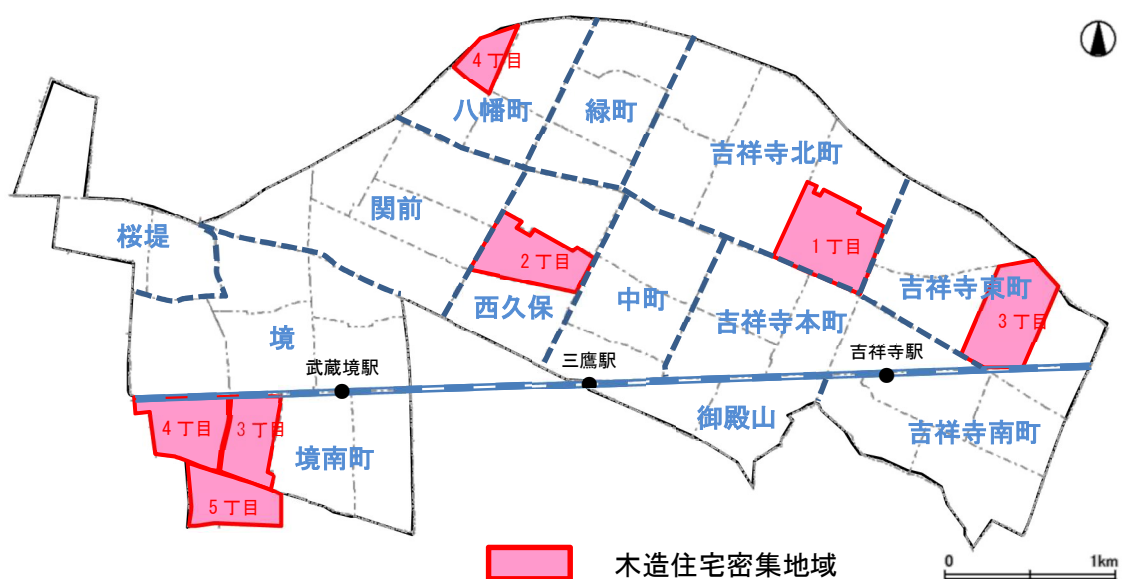 4丁目
八幡町
緑町
吉祥寺北町
関前
桜堤
1丁目
2丁目
西久保
中町
吉祥寺本町
吉祥寺東町
3丁目
境
武蔵境駅
三鷹駅
吉祥寺駅
4丁目
3丁目
境南町
御殿山
吉祥寺南町
5丁目
木造住宅密集地域
0 1km